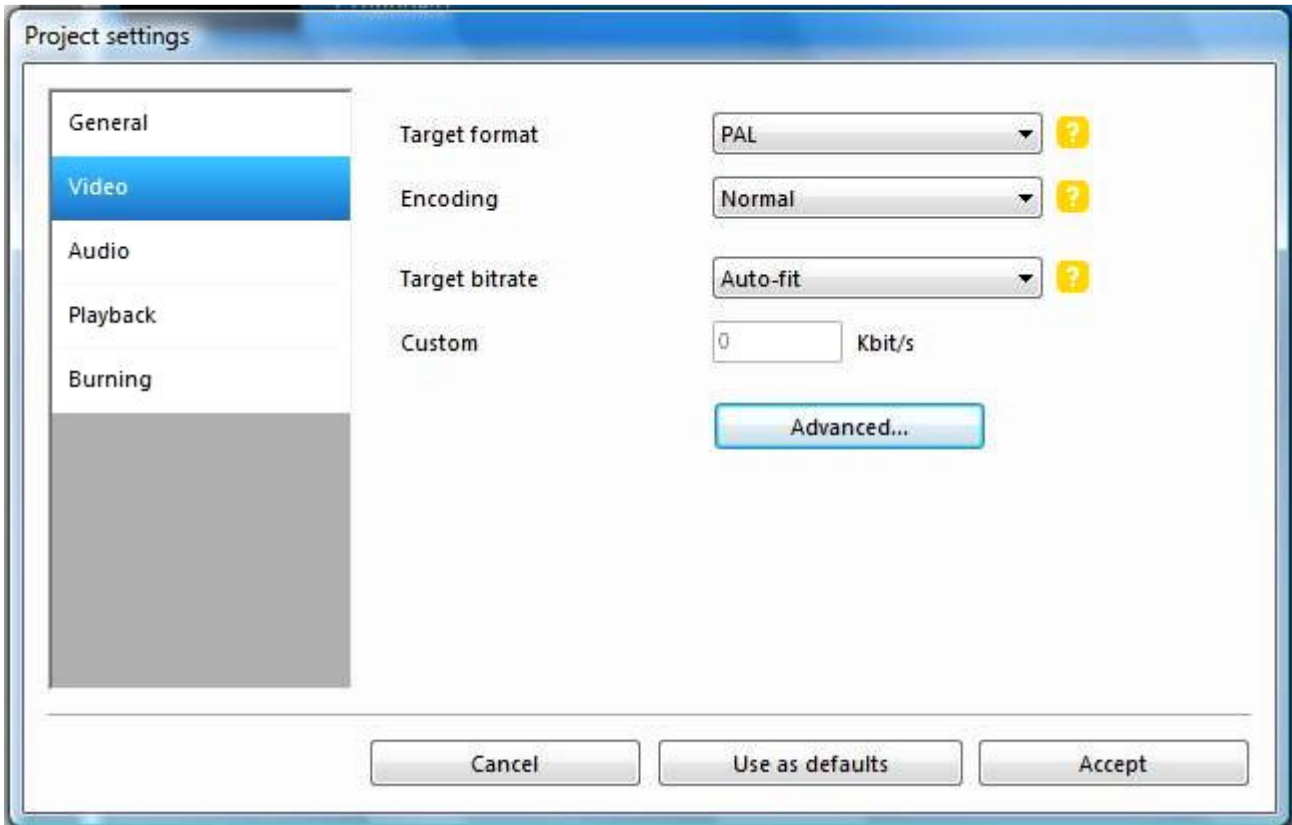 Project settings
General
Video
Audio
Playback
Burning
Target format
PAL
?
Encoding
Normal
?
Target bitrate
Auto-fit
?
Custom
0
Kbit/s
Advanced...
Cancel
Use as defaults
Accept